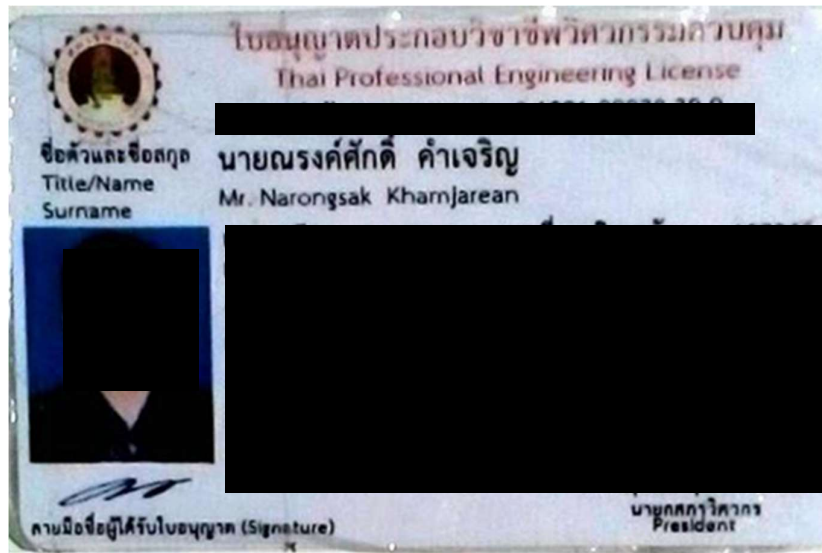 ใบอนุญาตประกอบวิชาชีพวิศวกรรมควบคุม
Thai Professional Engineering License
ชื่อตัวและชื่อสกุล นายณรงค์ศักดิ์ คำเจริญ
Title/Name Mr. Narongsak Khamjarean
Surname
นายกสภาวิศวกร
ลายมือชื่อผู้ได้รับใบอนุญาต (Signature) President